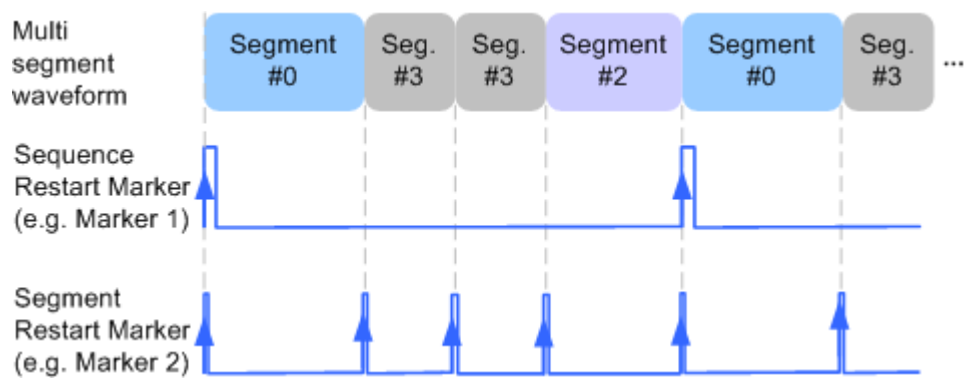 Multi
segment
waveform
Segment
#0
Seg.
#3
Seg.
#3
Segment
#2
Segment
#0
Seg.
#3
...
Sequence
Restart Marker
(e.g. Marker 1)
Segment
Restart Marker
(e.g. Marker 2)